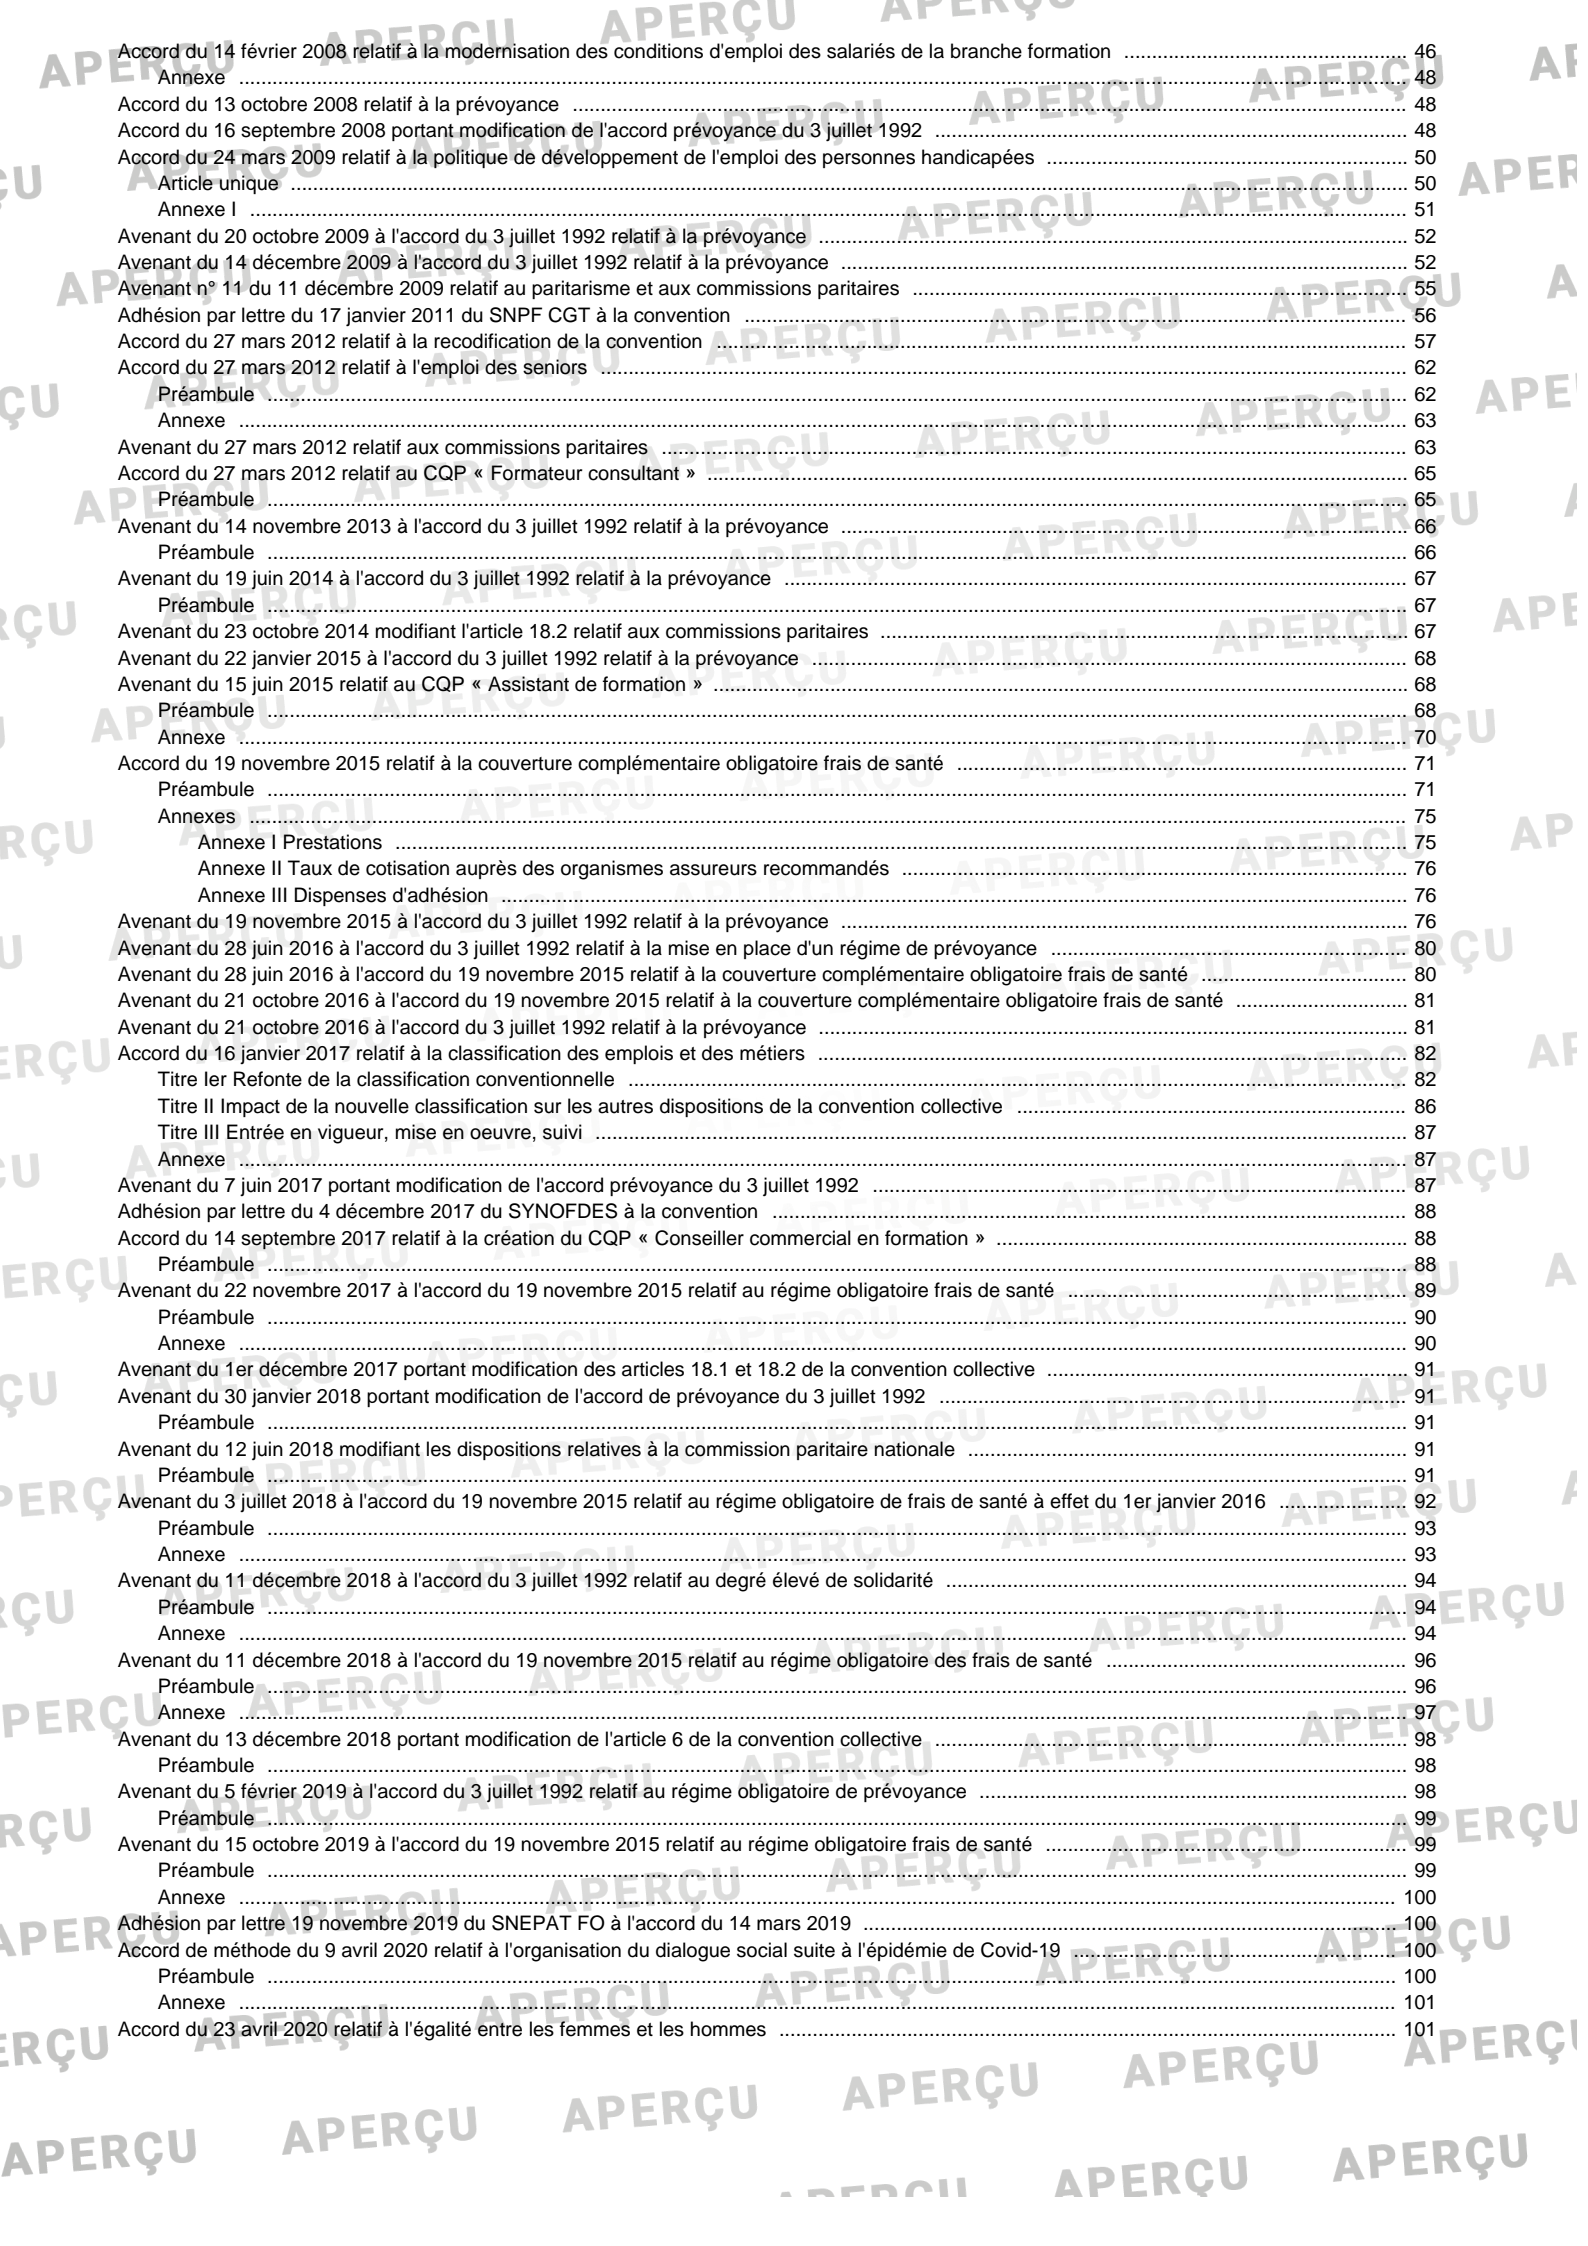 Accord du 14 février 2008 relatif à la modernisation des conditions d'emploi des salariés de la branche formation ........ 46
Annexe ........ 48
Accord du 13 octobre 2008 relatif à la prévoyance ........ 48
Accord du 16 septembre 2008 portant modification de l'accord prévoyance du 3 juillet 1992 ........ 48
Accord du 24 mars 2009 relatif à la politique de développement de l'emploi des personnes handicapées ........ 50
Article unique ........ 50
Annexe I ........ 51
Avenant du 20 octobre 2009 à l'accord du 3 juillet 1992 relatif à la prévoyance ........ 52
Avenant du 14 décembre 2009 à l'accord du 3 juillet 1992 relatif à la prévoyance ........ 52
Avenant n° 11 du 11 décembre 2009 relatif au paritarisme et aux commissions paritaires ........ 55
Adhésion par lettre du 17 janvier 2011 du SNPF CGT à la convention ........ 56
Accord du 27 mars 2012 relatif à la recodification de la convention ........ 57
Accord du 27 mars 2012 relatif à l'emploi des seniors ........ 62
Préambule ........ 62
Annexe ........ 63
Avenant du 27 mars 2012 relatif aux commissions paritaires ........ 63
Accord du 27 mars 2012 relatif au CQP « Formateur consultant » ........ 65
Préambule ........ 65
Avenant du 14 novembre 2013 à l'accord du 3 juillet 1992 relatif à la prévoyance ........ 66
Préambule ........ 66
Avenant du 19 juin 2014 à l'accord du 3 juillet 1992 relatif à la prévoyance ........ 67
Préambule ........ 67
Avenant du 23 octobre 2014 modifiant l'article 18.2 relatif aux commissions paritaires ........ 67
Avenant du 22 janvier 2015 à l'accord du 3 juillet 1992 relatif à la prévoyance ........ 68
Avenant du 15 juin 2015 relatif au CQP « Assistant de formation » ........ 68
Préambule ........ 68
Annexe ........ 70
Accord du 19 novembre 2015 relatif à la couverture complémentaire obligatoire frais de santé ........ 71
Préambule ........ 71
Annexes ........ 75
Annexe I Prestations ........ 75
Annexe II Taux de cotisation auprès des organismes assureurs recommandés ........ 76
Annexe III Dispenses d'adhésion ........ 76
Avenant du 19 novembre 2015 à l'accord du 3 juillet 1992 relatif à la prévoyance ........ 76
Avenant du 28 juin 2016 à l'accord du 3 juillet 1992 relatif à la mise en place d'un régime de prévoyance ........ 80
Avenant du 28 juin 2016 à l'accord du 19 novembre 2015 relatif à la couverture complémentaire obligatoire frais de santé ........ 80
Avenant du 21 octobre 2016 à l'accord du 19 novembre 2015 relatif à la couverture complémentaire obligatoire frais de santé ........ 81
Avenant du 21 octobre 2016 à l'accord du 3 juillet 1992 relatif à la prévoyance ........ 81
Accord du 16 janvier 2017 relatif à la classification des emplois et des métiers ........ 82
Titre Ier Refonte de la classification conventionnelle ........ 82
Titre II Impact de la nouvelle classification sur les autres dispositions de la convention collective ........ 86
Titre III Entrée en vigueur, mise en oeuvre, suivi ........ 87
Annexe ........ 87
Avenant du 7 juin 2017 portant modification de l'accord prévoyance du 3 juillet 1992 ........ 87
Adhésion par lettre du 4 décembre 2017 du SYNOFDES à la convention ........ 88
Accord du 14 septembre 2017 relatif à la création du CQP « Conseiller commercial en formation » ........ 88
Préambule ........ 88
Avenant du 22 novembre 2017 à l'accord du 19 novembre 2015 relatif au régime obligatoire frais de santé ........ 89
Préambule ........ 90
Annexe ........ 90
Avenant du 1er décembre 2017 portant modification des articles 18.1 et 18.2 de la convention collective ........ 91
Avenant du 30 janvier 2018 portant modification de l'accord de prévoyance du 3 juillet 1992 ........ 91
Préambule ........ 91
Avenant du 12 juin 2018 modifiant les dispositions relatives à la commission paritaire nationale ........ 91
Préambule ........ 91
Avenant du 3 juillet 2018 à l'accord du 19 novembre 2015 relatif au régime obligatoire de frais de santé à effet du 1er janvier 2016 ........ 92
Préambule ........ 93
Annexe ........ 93
Avenant du 11 décembre 2018 à l'accord du 3 juillet 1992 relatif au degré élevé de solidarité ........ 94
Préambule ........ 94
Annexe ........ 94
Avenant du 11 décembre 2018 à l'accord du 19 novembre 2015 relatif au régime obligatoire des frais de santé ........ 96
Préambule ........ 96
Annexe ........ 97
Avenant du 13 décembre 2018 portant modification de l'article 6 de la convention collective ........ 98
Préambule ........ 98
Avenant du 5 février 2019 à l'accord du 3 juillet 1992 relatif au régime obligatoire de prévoyance ........ 98
Préambule ........ 99
Avenant du 15 octobre 2019 à l'accord du 19 novembre 2015 relatif au régime obligatoire frais de santé ........ 99
Préambule ........ 99
Annexe ........ 100
Adhésion par lettre 19 novembre 2019 du SNEPAT FO à l'accord du 14 mars 2019 ........ 100
Accord de méthode du 9 avril 2020 relatif à l'organisation du dialogue social suite à l'épidémie de Covid-19 ........ 100
Préambule ........ 100
Annexe ........ 101
Accord du 23 avril 2020 relatif à l'égalité entre les femmes et les hommes ........ 101
APERÇU